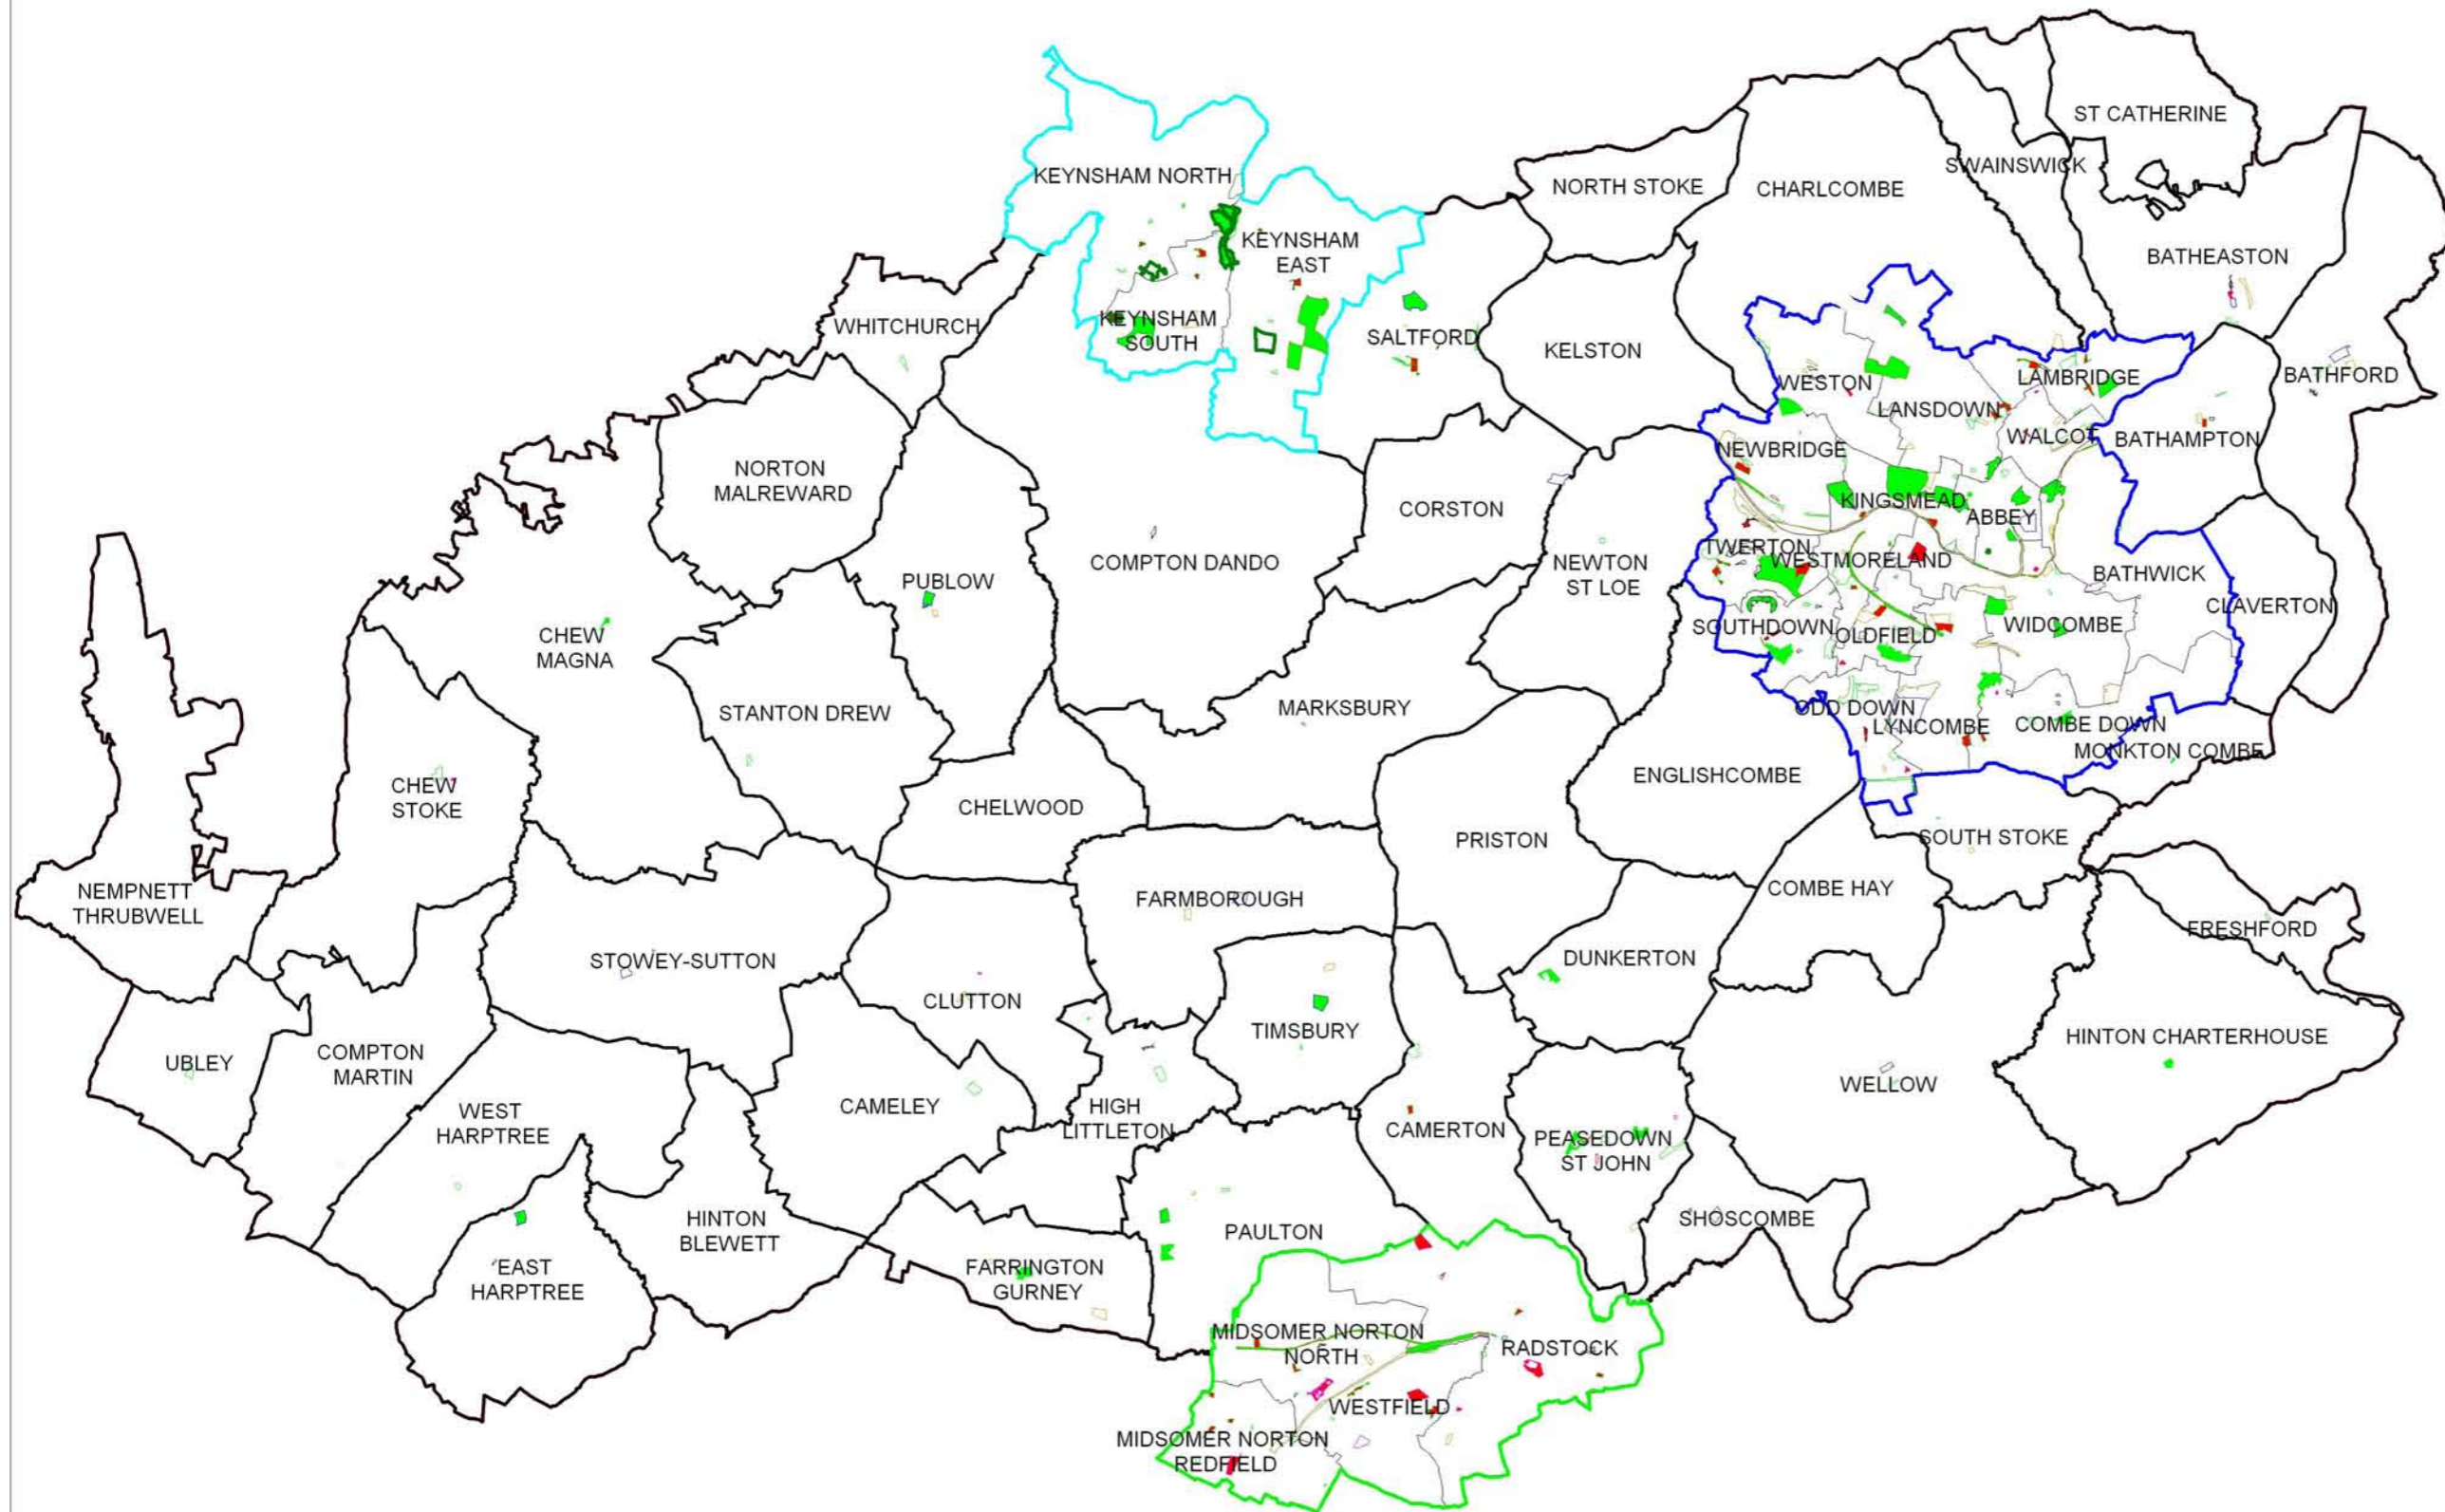 ST CATHERINE
SWAINSWICK
KEYNSHAM NORTH
NORTH STOKE
CHARLCOMBE
KEYNSHAM
EAST
BATHEASTON
WHITCHURCH
KEYNSHAM
SOUTH
SALTFORD
KELSTON
WESTON
LAMBRIDGE
BATHFORD
LANSDOWN
WALCOT
BATHAMPTON
NEWBRIDGE
NORTON
MALREWARD
CORSTON
KINGSMEAD
ABBEY
TWERTON
WESTMORELAND
BATHWICK
COMPTON DANDO
NEWTON
ST LOE
PUBLOW
CLAVERTON
CHEW
MAGNA
SOUTHDOWN
OLDFIELD
WIDCOMBE
STANTON DREW
MARKSBURY
ODD DOWN
LYNCOMBE
COMBE DOWN
MONKTON COMBE
CHEW
STOKE
CHELWOOD
ENGLISHCOMBE
PRISTON
SOUTH STOKE
NEMPNETT
THRUBWELL
FARMBOROUGH
COMBE HAY
FRESHFORD
STOWEY-SUTTON
DUNKERTON
CLUTTON
TIMSBURY
HINTON CHARTERHOUSE
UBLEY
COMPTON
MARTIN
WELLOW
WEST
HARPTREE
CAMELEY
HIGH
LITTLETON
CAMERTON
PEASEDOWN
ST JOHN
HINTON
BLEWETT
PAULTON
SHOSCOMBE
EAST
HARPTREE
FARRINGTON
GURNEY
MIDSOMER NORTON
NORTH
RADSTOCK
WESTFIELD
MIDSOMER NORTON
REDFIELD